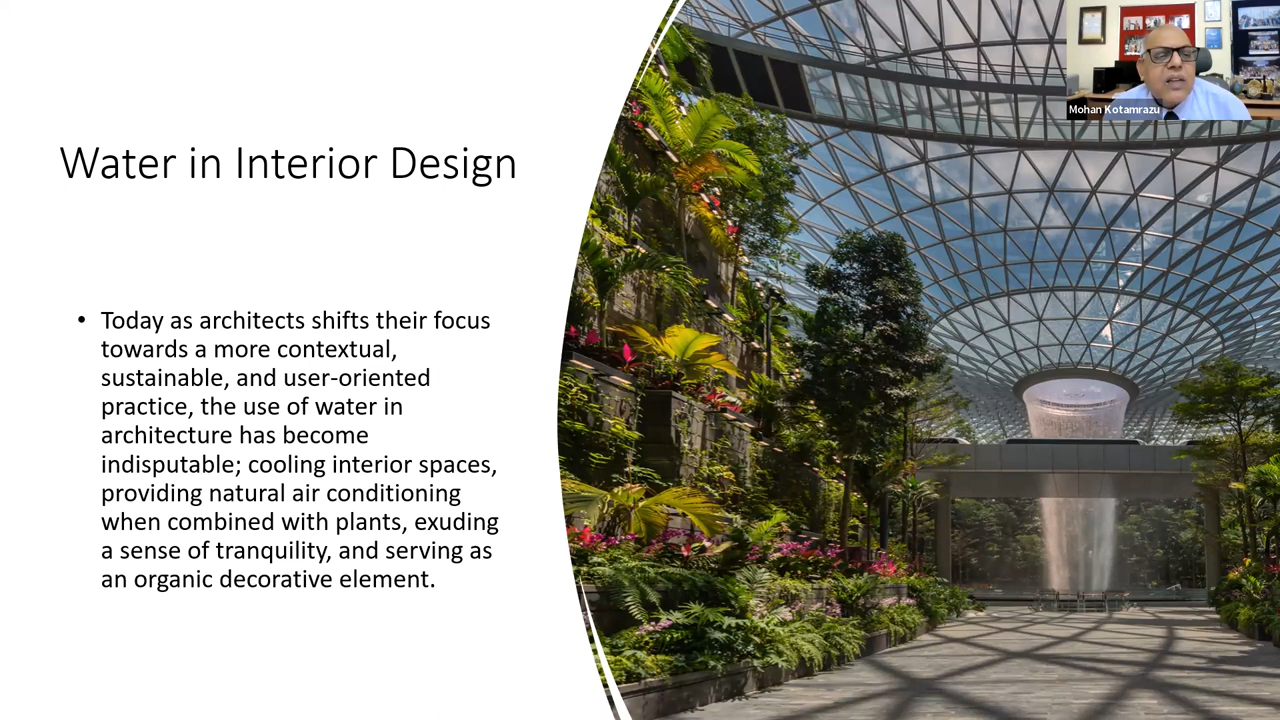 Water in Interior Design
• Today as architects shifts their focus
towards a more contextual,
sustainable, and user-oriented
practice, the use of water in
architecture has become
indisputable; cooling interior spaces,
providing natural air conditioning
when combined with plants, exuding
a sense of tranquility, and serving as
an organic decorative element.
Mohan Kotamrazu